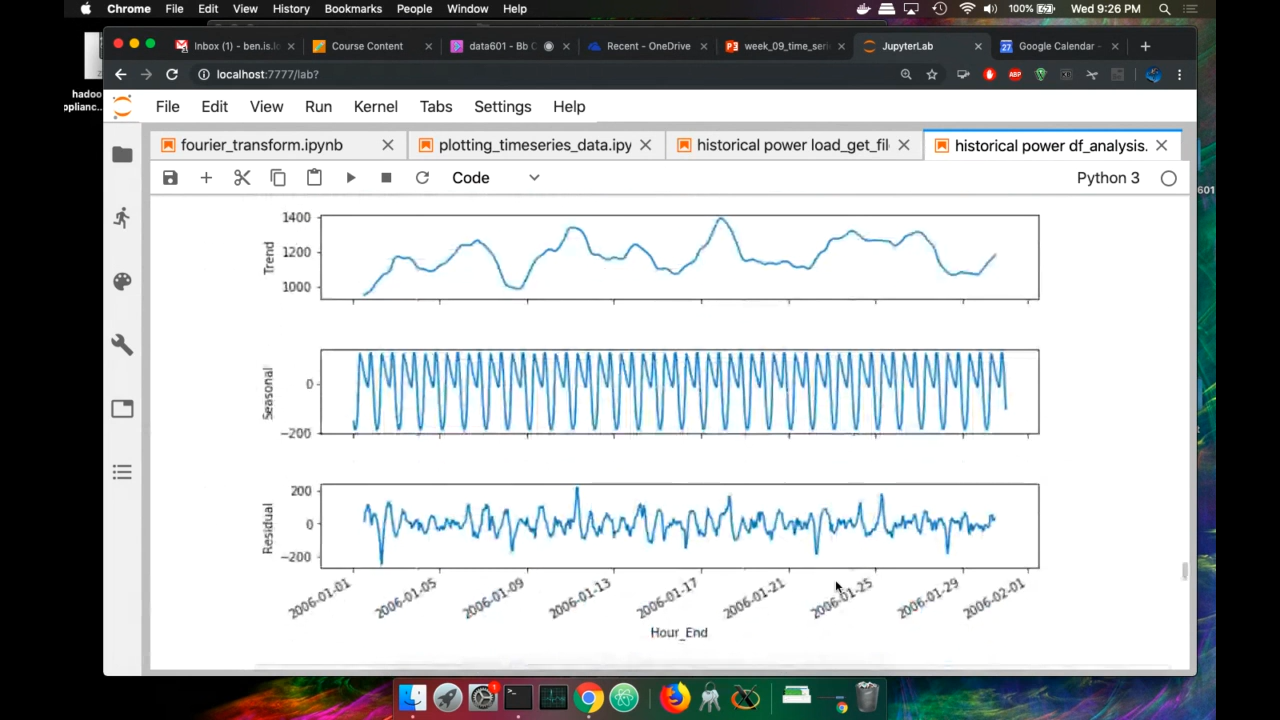 Chrome File Edit View History Bookmarks People Window Help 100% Wed 9:26 PM
Inbox (1) - ben.is.l Course Content data601 - Bb C Recent - OneDrive week_09_time_seri JupyterLab Google Calendar -
localhost:7777/lab?
hadoo
applianc...
File Edit View Run Kernel Tabs Settings Help
fourier_transform.ipynb plotting_timeseries_data.ipy historical power load_get_fil historical power df_analysis.
Code Python 3
Trend
1400
1200
1000
Seasonal
0
−200
Residual
200
0
−200
2006-01-01 2006-01-05 2006-01-09 2006-01-13 2006-01-17 2006-01-21 2006-01-25 2006-01-29 2006-02-01
Hour_End